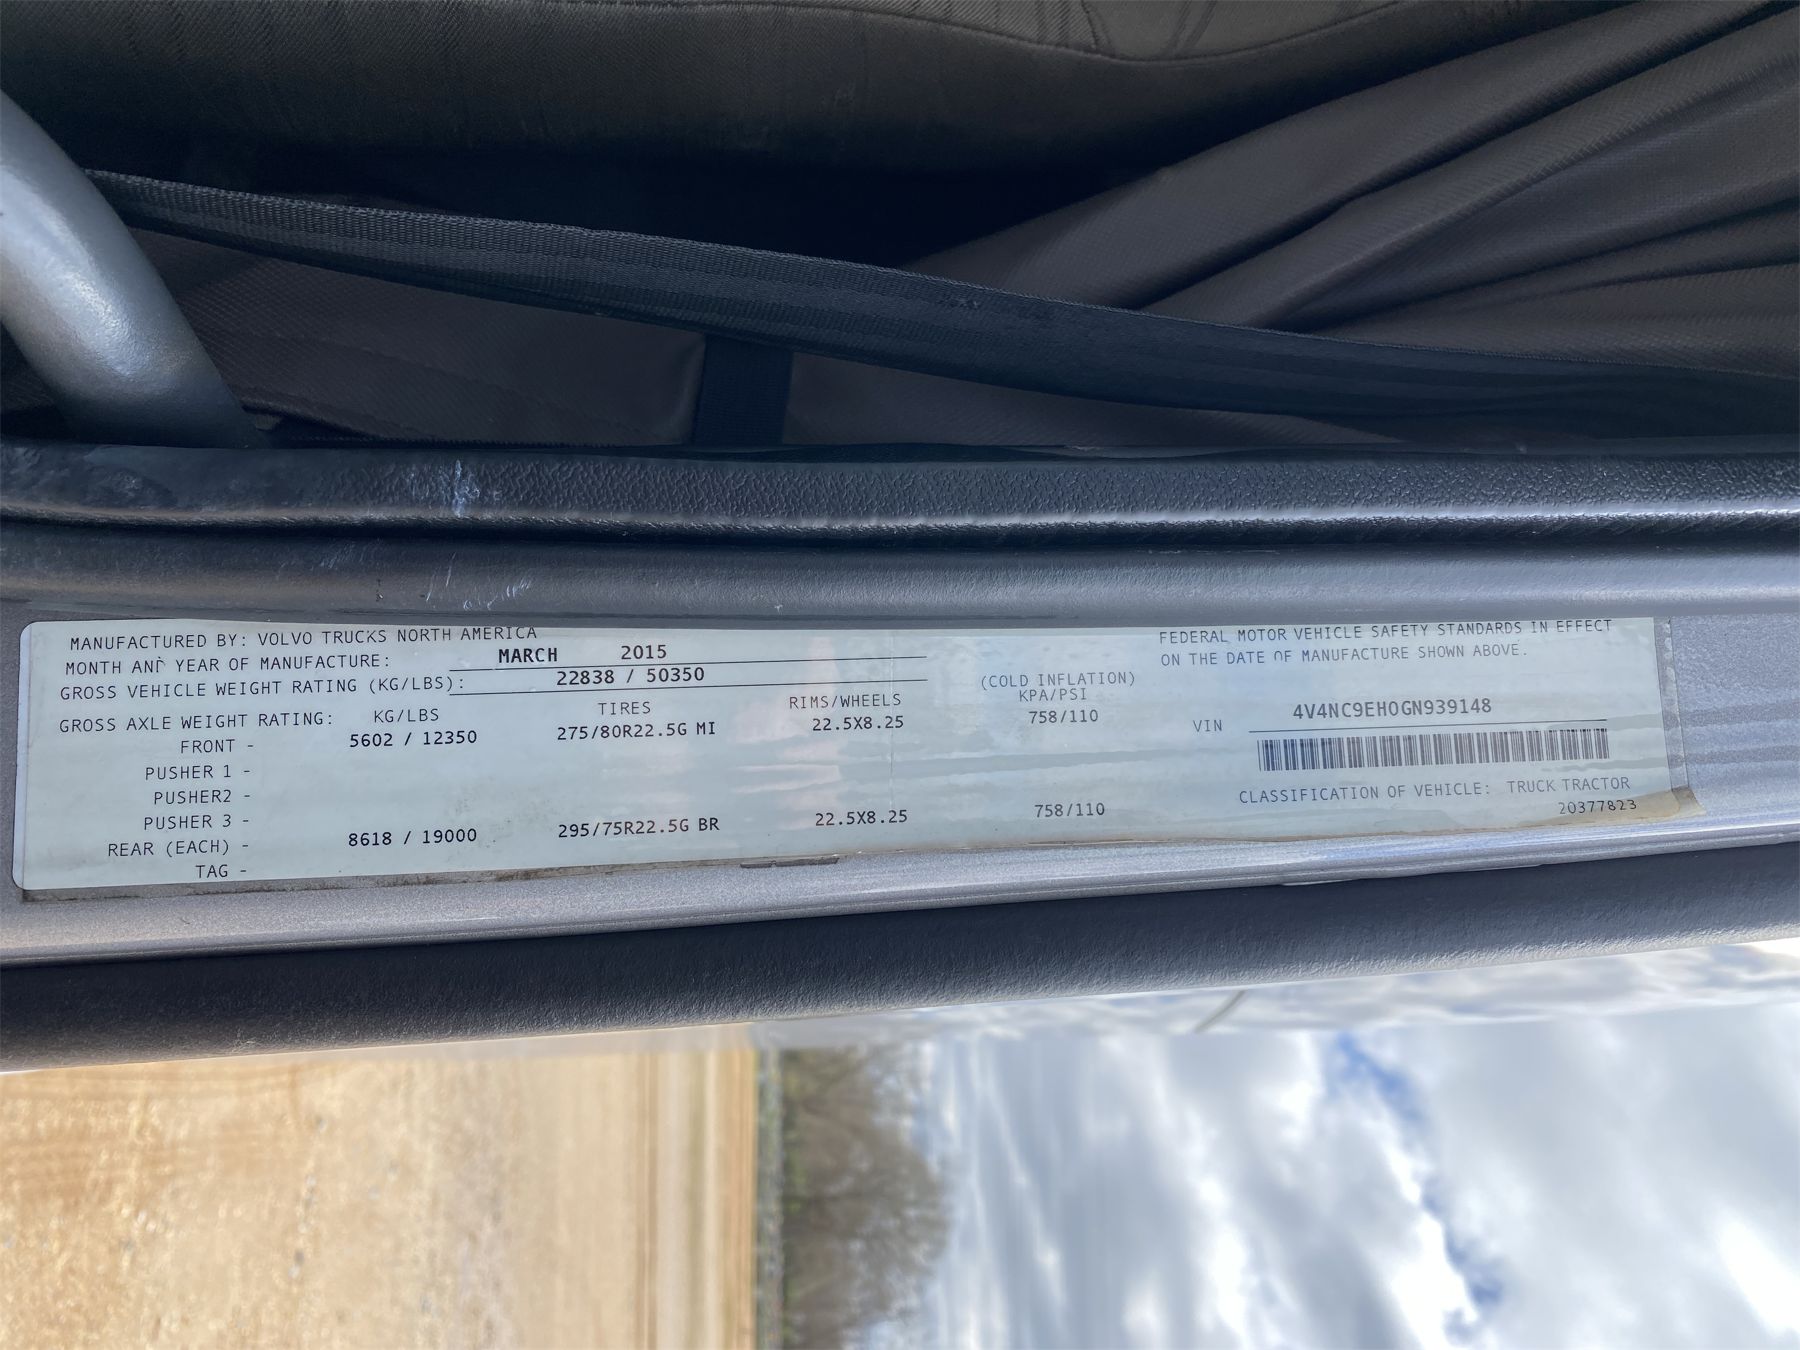 MANUFACTURED BY: VOLVO TRUCKS NORTH AMERICA
MONTH AND YEAR OF MANUFACTURE: MARCH 2015
GROSS VEHICLE WEIGHT RATING (KG/LBS): 22838 / 50350
GROSS AXLE WEIGHT RATING: KG/LBS TIRES RIMS/WHEELS (COLD INFLATION) KPA/PSI
FRONT - 5602 / 12350 275/80R22.5G MI 22.5X8.25 758/110
PUSHER 1 -
PUSHER2 -
PUSHER 3 -
REAR (EACH) - 8618 / 19000 295/75R22.5G BR 22.5X8.25 758/110
TAG -
FEDERAL MOTOR VEHICLE SAFETY STANDARDS IN EFFECT
ON THE DATE OF MANUFACTURE SHOWN ABOVE.
VIN 4V4NC9EH0GN939148
CLASSIFICATION OF VEHICLE: TRUCK TRACTOR
20377823